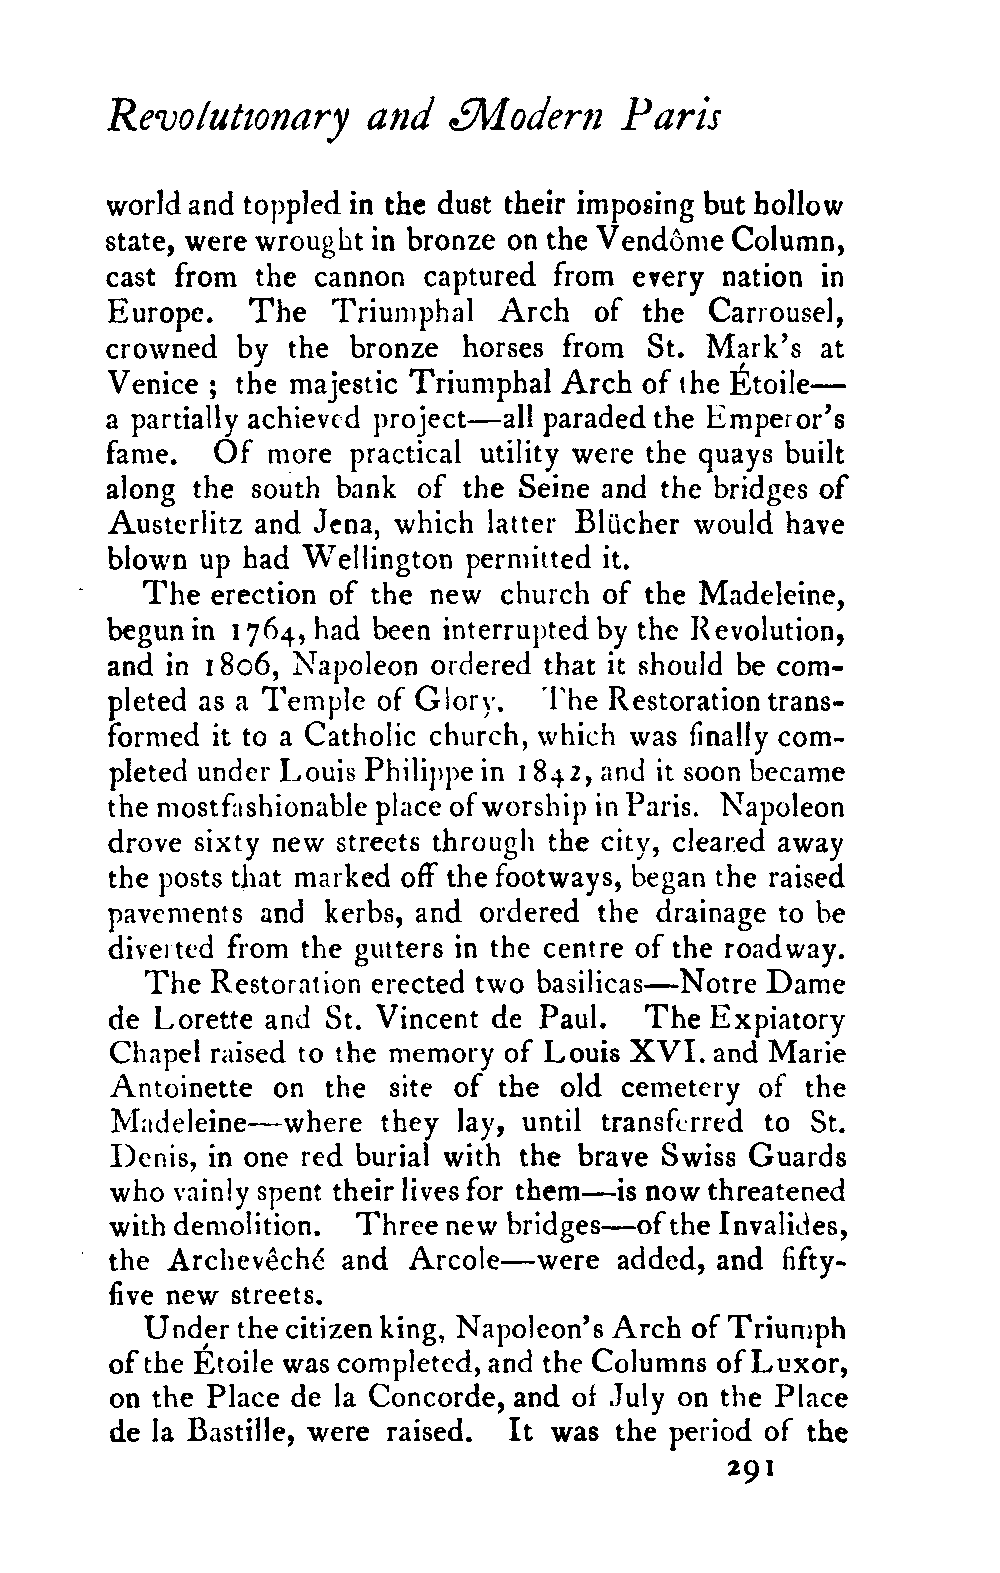 Revolutionary and Modern Paris
world and toppled in the dust their imposing but hollow
state, were wrought in bronze on the Vendôme Column,
cast from the cannon captured from every nation in
Europe. The Triumphal Arch of the Carrousel,
crowned by the bronze horses from St. Mark's at
Venice ; the majestic Triumphal Arch of the Étoile—
a partially achieved project—all paraded the Emperor's
fame. Of more practical utility were the quays built
along the south bank of the Seine and the bridges of
Austerlitz and Jena, which latter Blücher would have
blown up had Wellington permitted it.
The erection of the new church of the Madeleine,
begun in 1764, had been interrupted by the Revolution,
and in 1806, Napoleon ordered that it should be com-
pleted as a Temple of Glory. The Restoration trans-
formed it to a Catholic church, which was finally com-
pleted under Louis Philippe in 1842, and it soon became
the most fashionable place of worship in Paris. Napoleon
drove sixty new streets through the city, cleared away
the posts that marked off the footways, began the raised
pavements and kerbs, and ordered the drainage to be
diverted from the gutters in the centre of the roadway.
The Restoration erected two basilicas—Notre Dame
de Lorette and St. Vincent de Paul. The Expiatory
Chapel raised to the memory of Louis XVI. and Marie
Antoinette on the site of the old cemetery of the
Madeleine—where they lay, until transferred to St.
Denis, in one red burial with the brave Swiss Guards
who vainly spent their lives for them—is now threatened
with demolition. Three new bridges—of the Invalides,
the Archevêché and Arcole—were added, and fifty-
five new streets.
Under the citizen king, Napoleon's Arch of Triumph
of the Étoile was completed, and the Columns of Luxor,
on the Place de la Concorde, and of July on the Place
de la Bastille, were raised. It was the period of the
291